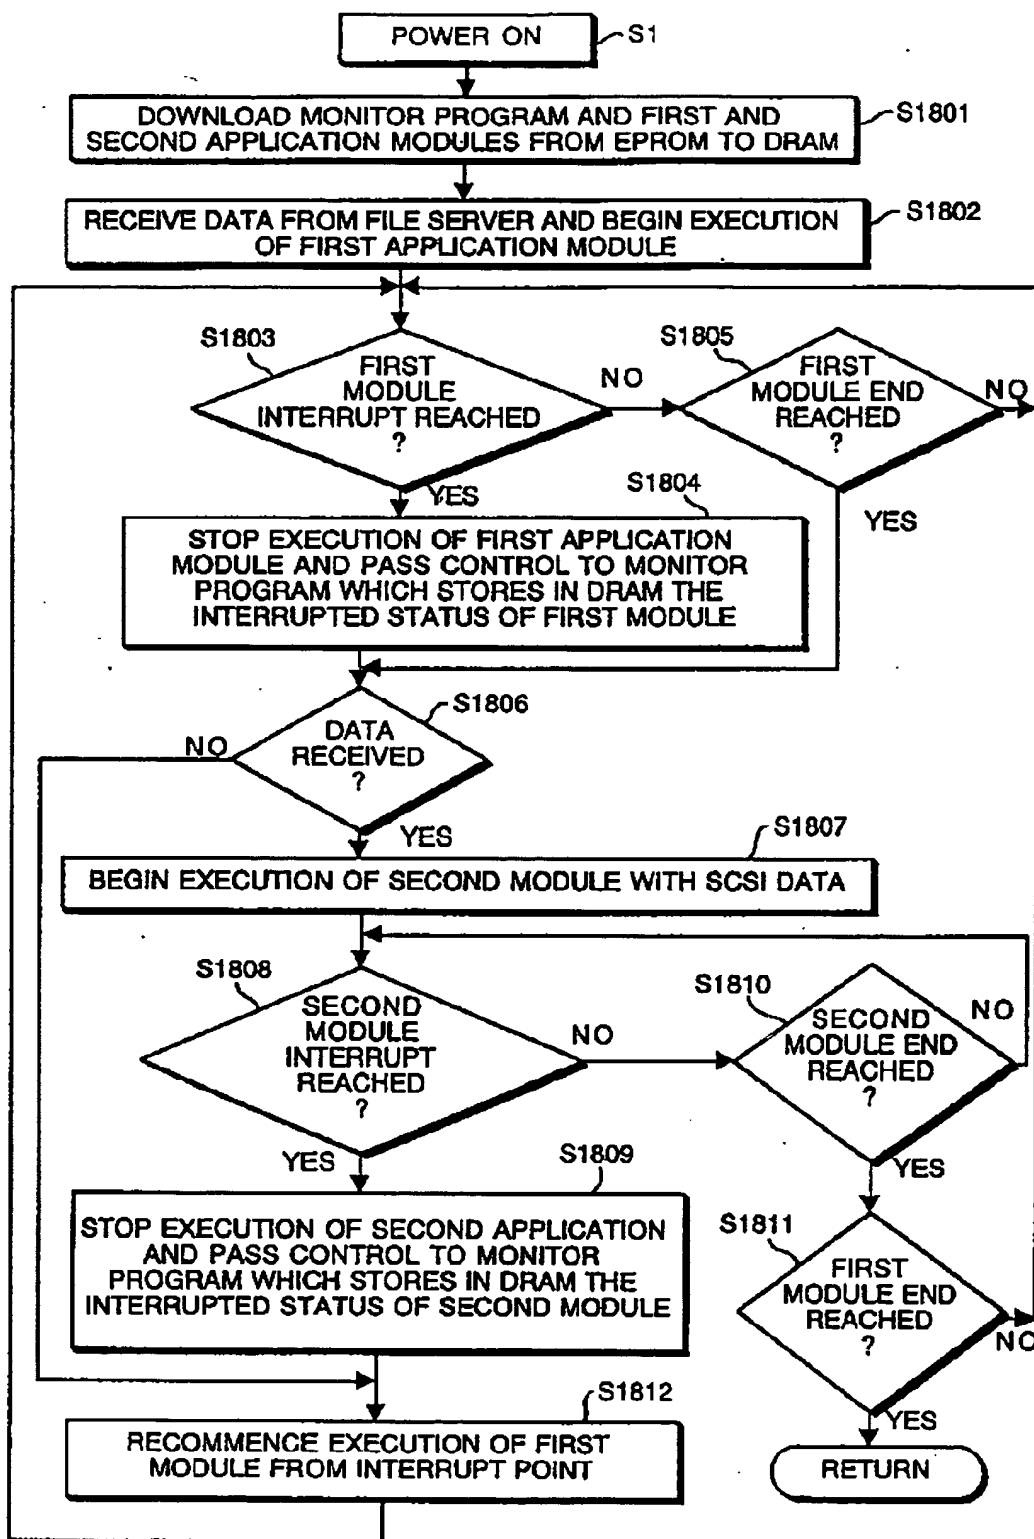 POWER ON
S1
DOWNLOAD MONITOR PROGRAM AND FIRST AND
SECOND APPLICATION MODULES FROM EPROM TO DRAM
S1801
RECEIVE DATA FROM FILE SERVER AND BEGIN EXECUTION
OF FIRST APPLICATION MODULE
S1802
S1803
FIRST
MODULE
INTERRUPT REACHED
?
NO
YES
S1805
FIRST
MODULE END
REACHED
?
NO
YES
S1804
STOP EXECUTION OF FIRST APPLICATION
MODULE AND PASS CONTROL TO MONITOR
PROGRAM WHICH STORES IN DRAM THE
INTERRUPTED STATUS OF FIRST MODULE
S1806
DATA
RECEIVED
?
NO
YES
S1807
BEGIN EXECUTION OF SECOND MODULE WITH SCSI DATA
S1808
SECOND
MODULE
INTERRUPT
REACHED
?
NO
YES
S1810
SECOND
MODULE END
REACHED
?
NO
YES
S1809
STOP EXECUTION OF SECOND APPLICATION
AND PASS CONTROL TO MONITOR
PROGRAM WHICH STORES IN DRAM THE
INTERRUPTED STATUS OF SECOND MODULE
S1811
FIRST
MODULE END
REACHED
?
NO
YES
S1812
RECOMMENCE EXECUTION OF FIRST
MODULE FROM INTERRUPT POINT
RETURN